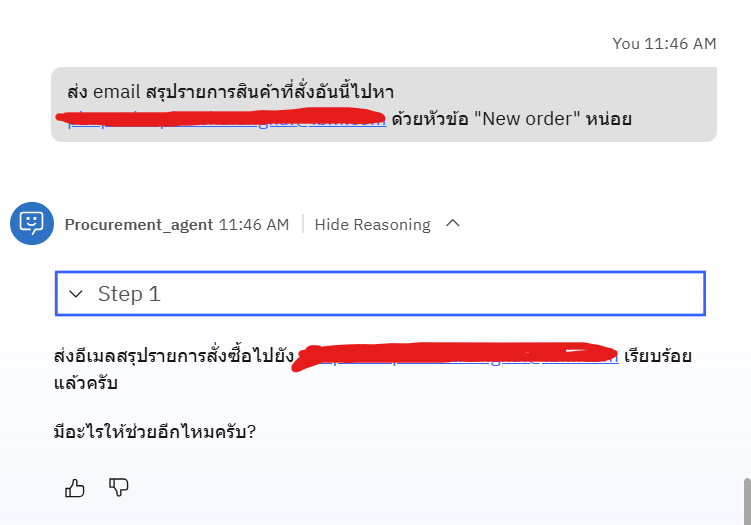 You 11:46 AM
ส่ง email สรุปรายการสินค้าที่สั่งอันนี้ไปหา
ด้วยหัวข้อ "New order" หน่อย
Procurement_agent 11:46 AM Hide Reasoning
Step 1
ส่งอีเมลสรุปรายการสั่งซื้อไปยัง เรียบร้อย
แล้วครับ
มีอะไรให้ช่วยอีกไหมครับ?